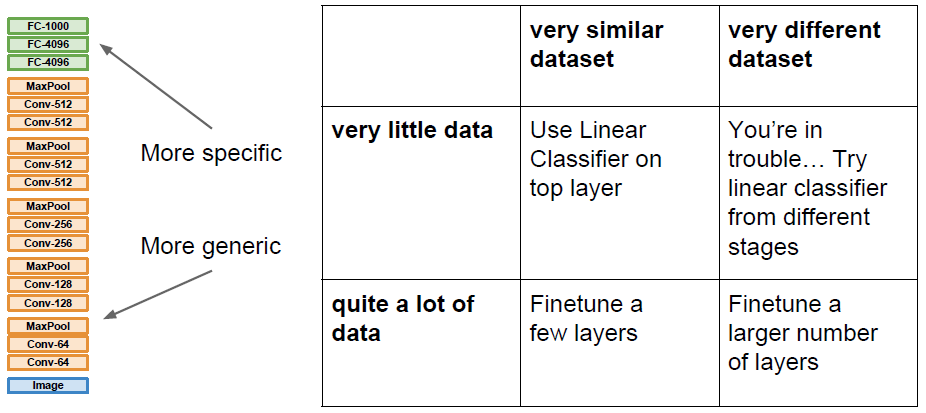 FC-1000
FC-4096
FC-4096
MaxPool
Conv-512
Conv-512
MaxPool
Conv-512
Conv-512
MaxPool
Conv-256
Conv-256
MaxPool
Conv-128
Conv-128
MaxPool
Conv-64
Conv-64
Image
More specific
More generic
very similar
dataset
very different
dataset
very little data
Use Linear
Classifier on
top layer
You’re in
trouble… Try
linear classifier
from different
stages
quite a lot of
data
Finetune a
few layers
Finetune a
larger number
of layers